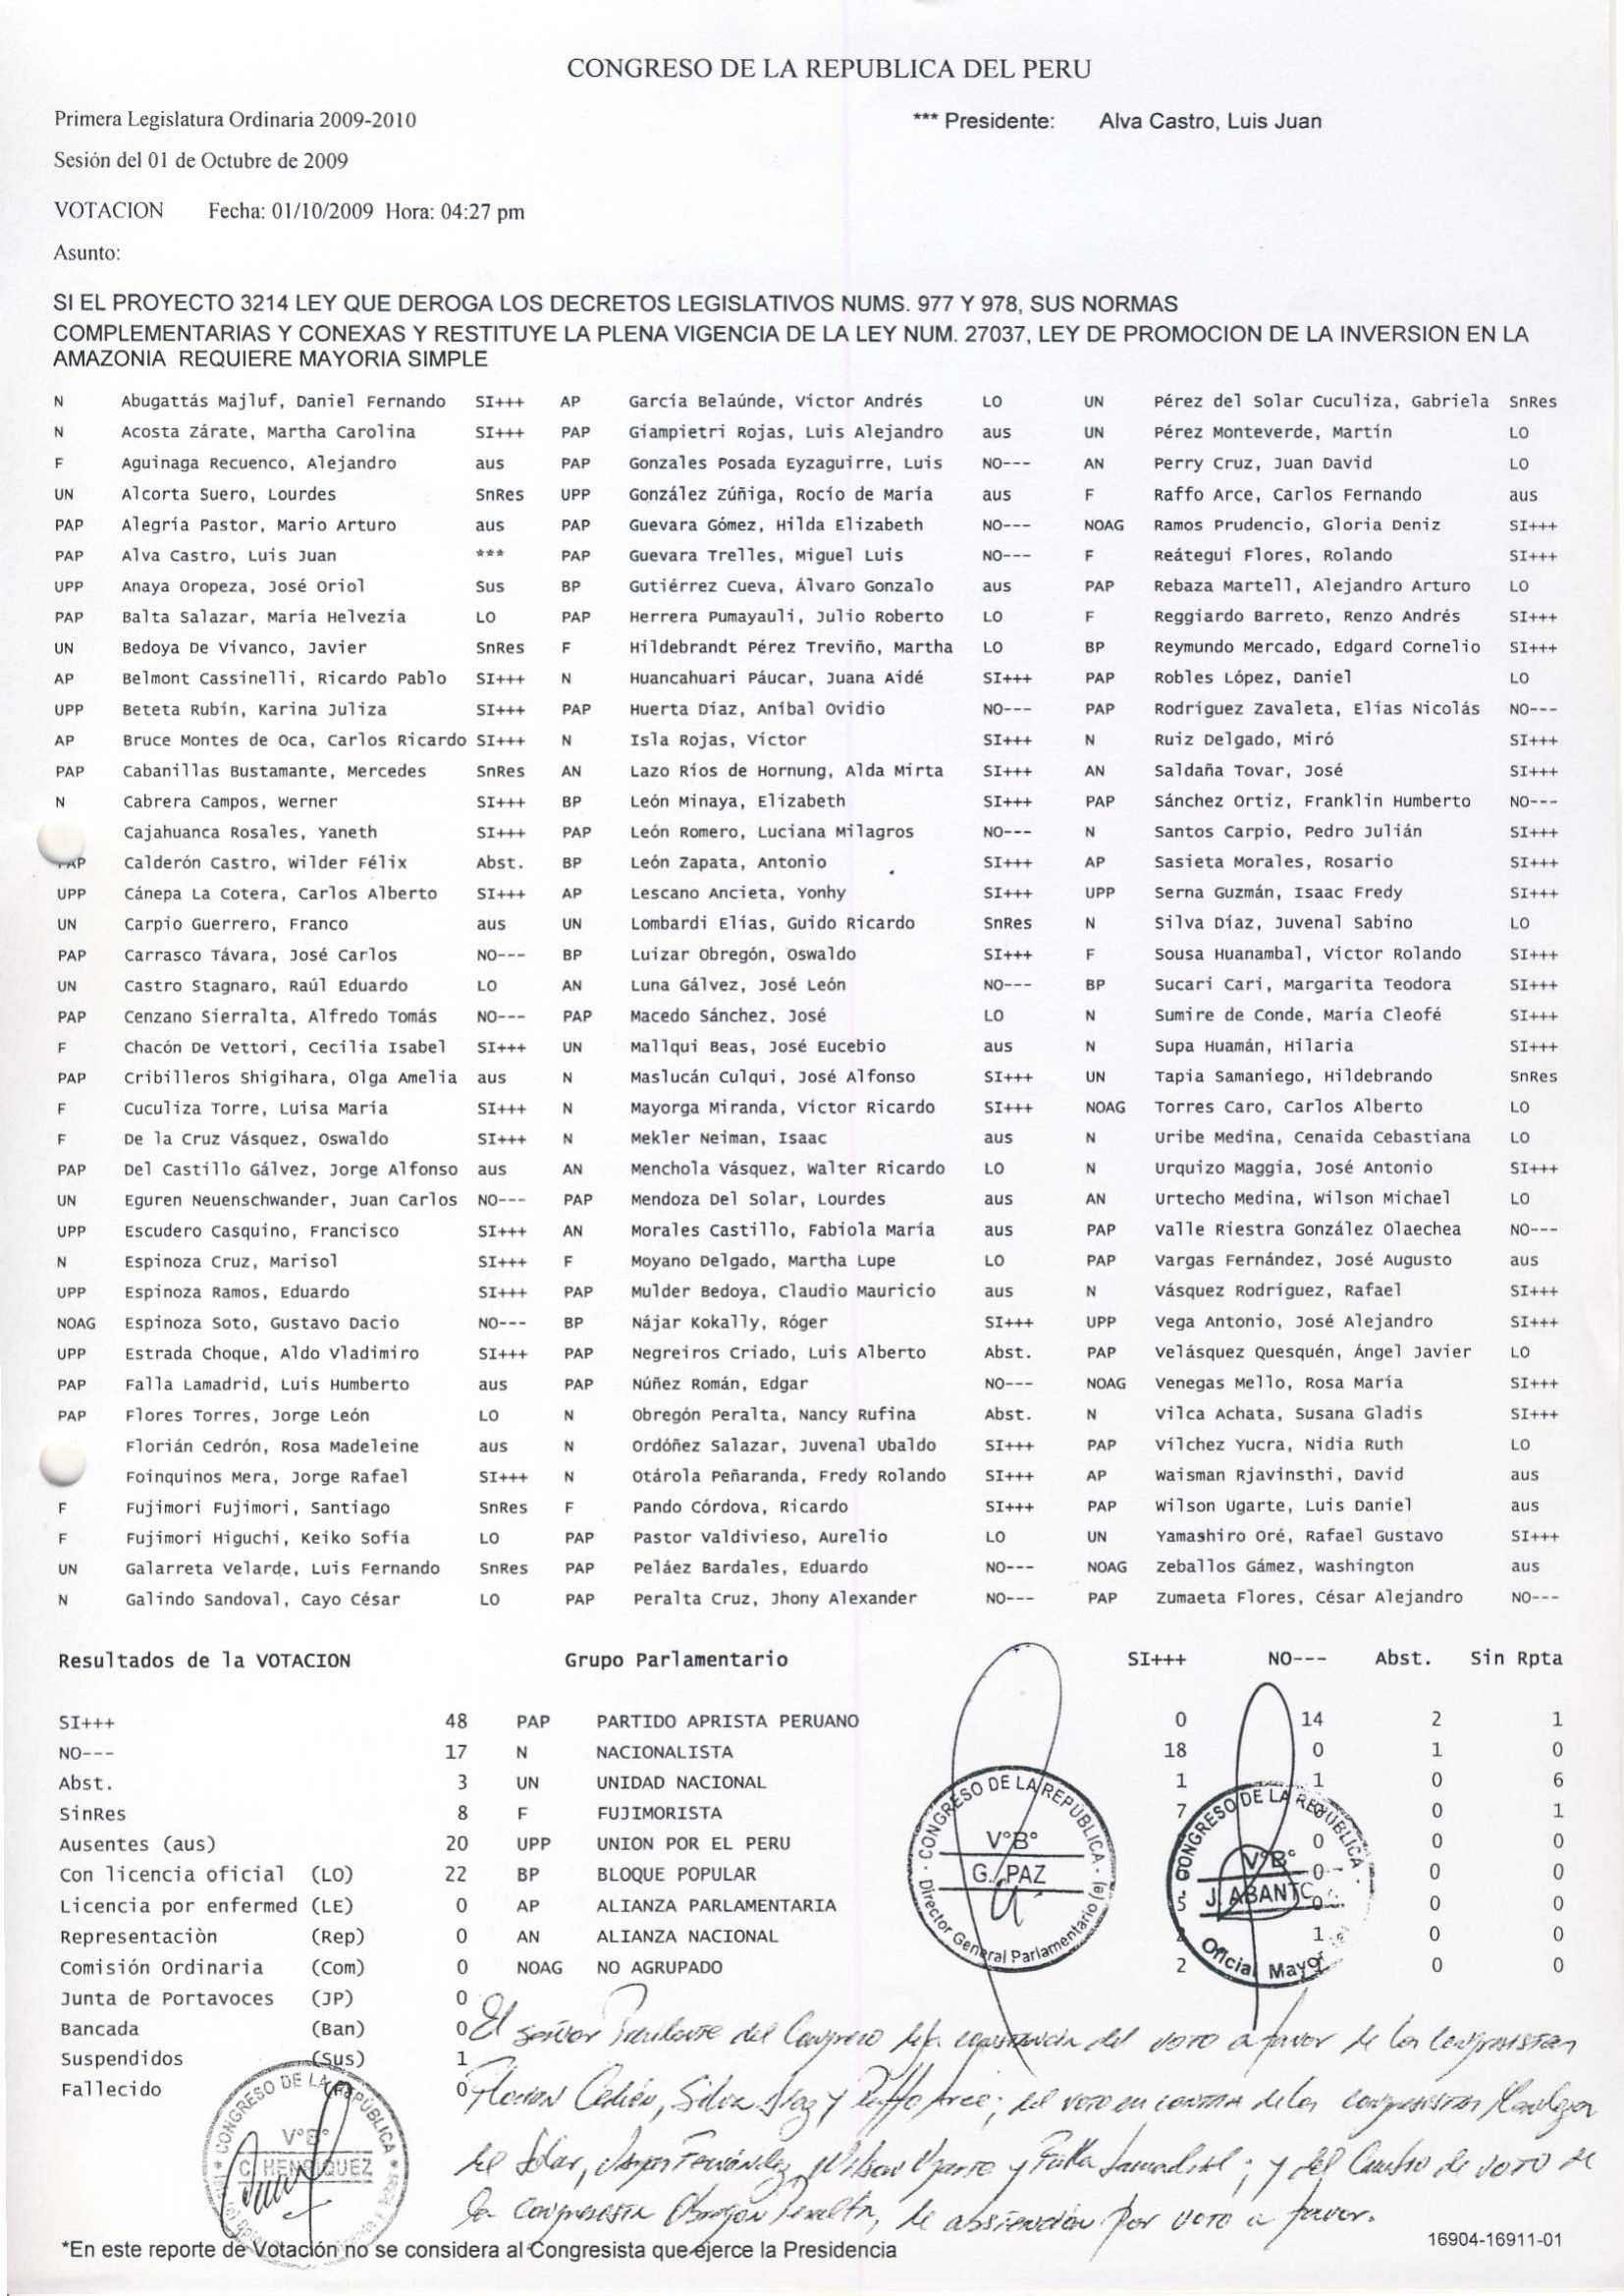 CONGRESO DE LA REPUBLICA DEL PERU
Primera Legislatura Ordinaria 2009-2010 *** Presidente: Alva Castro, Luis Juan
Sesión del 01 de Octubre de 2009
VOTACION Fecha: 01/10/2009 Hora: 04:27 pm
Asunto:
SI EL PROYECTO 3214 LEY QUE DEROGA LOS DECRETOS LEGISLATIVOS NUMS. 977 Y 978, SUS NORMAS
COMPLEMENTARIAS Y CONEXAS Y RESTITUYE LA PLENA VIGENCIA DE LA LEY NUM. 27037, LEY DE PROMOCION DE LA INVERSION EN LA
AMAZONIA REQUIERE MAYORIA SIMPLE
N Abugattás Majluf, Daniel Fernando SI+++ AP García Belaúnde, Víctor Andrés LO UN Pérez del Solar Cuculiza, Gabriela SnRes
N Acosta Zárate, Martha Carolina SI+++ PAP Giampietri Rojas, Luis Alejandro aus UN Pérez Monteverde, Martín LO
F Aguinaga Recuenco, Alejandro aus PAP Gonzales Posada Eyzaguirre, Luis NO--- AN Perry Cruz, Juan David LO
UN Alcorta Suero, Lourdes SnRes UPP González Zúñiga, Rocío de María aus F Raffo Arce, Carlos Fernando aus
PAP Alegría Pastor, Mario Arturo aus PAP Guevara Gómez, Hilda Elizabeth NO--- NOAG Ramos Prudencio, Gloria Deniz SI+++
PAP Alva Castro, Luis Juan *** PAP Guevara Trelles, Miguel Luis NO--- F Reátegui Flores, Rolando SI+++
UPP Anaya Oropeza, José Oriol Sus BP Gutiérrez Cueva, Álvaro Gonzalo aus PAP Rebaza Martell, Alejandro Arturo LO
PAP Balta Salazar, María Helvezia LO PAP Herrera Pumayauli, Julio Roberto LO F Reggiardo Barreto, Renzo Andrés SI+++
UN Bedoya De Vivanco, Javier SnRes F Hildebrandt Pérez Treviño, Martha LO BP Reymundo Mercado, Edgard Cornelio SI+++
AP Belmont Cassinelli, Ricardo Pablo SI+++ N Huancahuari Páucar, Juana Aidé SI+++ PAP Robles López, Daniel LO
UPP Beteta Rubín, Karina Juliza SI+++ PAP Huerta Díaz, Aníbal Ovidio NO--- PAP Rodríguez Zavaleta, Elías Nicolás NO---
AP Bruce Montes de Oca, Carlos Ricardo SI+++ N Isla Rojas, Víctor SI+++ N Ruiz Delgado, Miró SI+++
PAP Cabanillas Bustamante, Mercedes SnRes AN Lazo Ríos de Hornung, Alda Mirta SI+++ AN Saldaña Tovar, José SI+++
N Cabrera Campos, Werner SI+++ BP León Minaya, Elizabeth SI+++ PAP Sánchez Ortiz, Franklin Humberto NO---
Cajahuanca Rosales, Yaneth SI+++ PAP León Romero, Luciana Milagros NO--- N Santos Carpio, Pedro Julián SI+++
PAP Calderón Castro, Wilder Félix Abst. BP León Zapata, Antonio SI+++ AP Sasieta Morales, Rosario SI+++
UPP Cánepa La Cotera, Carlos Alberto SI+++ AP Lescano Ancieta, Yonhy SI+++ UPP Serna Guzmán, Isaac Fredy SI+++
UN Carpio Guerrero, Franco aus UN Lombardi Elías, Guido Ricardo SnRes N Silva Díaz, Juvenal Sabino LO
PAP Carrasco Távara, José Carlos NO--- BP Luizar Obregón, Oswaldo SI+++ F Sousa Huanambal, Víctor Rolando SI+++
UN Castro Stagnaro, Raúl Eduardo LO AN Luna Gálvez, José León NO--- BP Sucari Cari, Margarita Teodora SI+++
PAP Cenzano Sierralta, Alfredo Tomás NO--- PAP Macedo Sánchez, José LO N Sumire de Conde, María Cleofé SI+++
F Chacón De Vettori, Cecilia Isabel SI+++ UN Mallqui Beas, José Eucebio aus N Supa Huamán, Hilaria SI+++
PAP Cribilleros Shigihara, Olga Amelia aus N Maslucán Culqui, José Alfonso SI+++ UN Tapia Samaniego, Hildebrando SnRes
F Cuculiza Torre, Luisa María SI+++ N Mayorga Miranda, Víctor Ricardo SI+++ NOAG Torres Caro, Carlos Alberto LO
F De la Cruz Vásquez, Oswaldo SI+++ N Mekler Neiman, Isaac aus N Uribe Medina, Cenaida Cebastiana LO
PAP Del Castillo Gálvez, Jorge Alfonso aus AN Menchola Vásquez, Walter Ricardo LO N Urquizo Maggia, José Antonio SI+++
UN Eguren Neuenschwander, Juan Carlos NO--- PAP Mendoza Del Solar, Lourdes aus AN Urtecho Medina, Wilson Michael LO
UPP Escudero Casquino, Francisco SI+++ AN Morales Castillo, Fabiola María aus PAP Valle Riestra González Olaechea NO---
N Espinoza Cruz, Marisol SI+++ F Moyano Delgado, Martha Lupe LO PAP Vargas Fernández, José Augusto aus
UPP Espinoza Ramos, Eduardo SI+++ PAP Mulder Bedoya, Claudio Mauricio aus N Vásquez Rodríguez, Rafael SI+++
NOAG Espinoza Soto, Gustavo Dacio NO--- BP Nájar Kokally, Róger SI+++ UPP Vega Antonio, José Alejandro SI+++
UPP Estrada Choque, Aldo Vladimiro SI+++ PAP Negreiros Criado, Luis Alberto Abst. PAP Velásquez Quesquén, Ángel Javier LO
PAP Falla Lamadrid, Luis Humberto aus PAP Núñez Román, Edgar NO--- NOAG Venegas Mello, Rosa María SI+++
PAP Flores Torres, Jorge León LO N Obregón Peralta, Nancy Rufina Abst. N Vilca Achata, Susana Gladis SI+++
Florián Cedrón, Rosa Madeleine aus N Ordóñez Salazar, Juvenal Ubaldo SI+++ PAP Vílchez Yucra, Nidia Ruth LO
Foinquinos Mera, Jorge Rafael SI+++ N Otárola Peñaranda, Fredy Rolando SI+++ AP Waisman Rjavinsthi, David aus
F Fujimori Fujimori, Santiago SnRes F Pando Córdova, Ricardo SI+++ PAP Wilson Ugarte, Luis Daniel aus
F Fujimori Higuchi, Keiko Sofía LO PAP Pastor Valdivieso, Aurelio LO UN Yamashiro Oré, Rafael Gustavo SI+++
UN Galarreta Velarde, Luis Fernando SnRes PAP Peláez Bardales, Eduardo NO--- NOAG Zeballos Gámez, Washington aus
N Galindo Sandoval, Cayo César LO PAP Peralta Cruz, Jhony Alexander NO--- PAP Zumaeta Flores, César Alejandro NO---
Resultados de la VOTACION Grupo Parlamentario SI+++ NO--- Abst. Sin Rpta
SI+++ 48 PAP PARTIDO APRISTA PERUANO 0 14 2 1
NO--- 17 N NACIONALISTA 18 0 1 0
Abst. 3 UN UNIDAD NACIONAL 1 1 0 6
SinRes 8 F FUJIMORISTA 7 0 0 1
Ausentes (aus) 20 UPP UNION POR EL PERU 0 0 0
Con licencia oficial (LO) 22 BP BLOQUE POPULAR 6 0 0 0
Licencia por enfermed (LE) 0 AP ALIANZA PARLAMENTARIA 5 0 0 0
Representaciòn (Rep) 0 AN ALIANZA NACIONAL 2 1 0 0
Comisión Ordinaria (Com) 0 NOAG NO AGRUPADO 2 1 0 0
Junta de Portavoces (JP) 0
Bancada (Ban) 0
Suspendidos (Sus) 1
Fallecido 0
CONGRESO DE LA REPÚBLICA
V°B°
G. PAZ
Director General Parlamentario (e)
CONGRESO DE LA REPUBLICA
V°B°
J. ABANTO
Oficial Mayor
El señor Presidente del Congreso deja constancia del voto a favor de los congresistas
Florián Cedrón, Silva Díaz y Raffo Arce; del voto en contra de los congresistas Mendoza
del Solar, Vargas Fernández, Wilson Ugarte y Falla Lamadrid; y del cambio de voto de
la congresista Obregón Peralta, de abstención por voto a favor.
CONGRESO DE LA REPÚBLICA
V°B°
C. HENRIQUEZ
*En este reporte de Votación no se considera al Congresista que ejerce la Presidencia
16904-16911-01